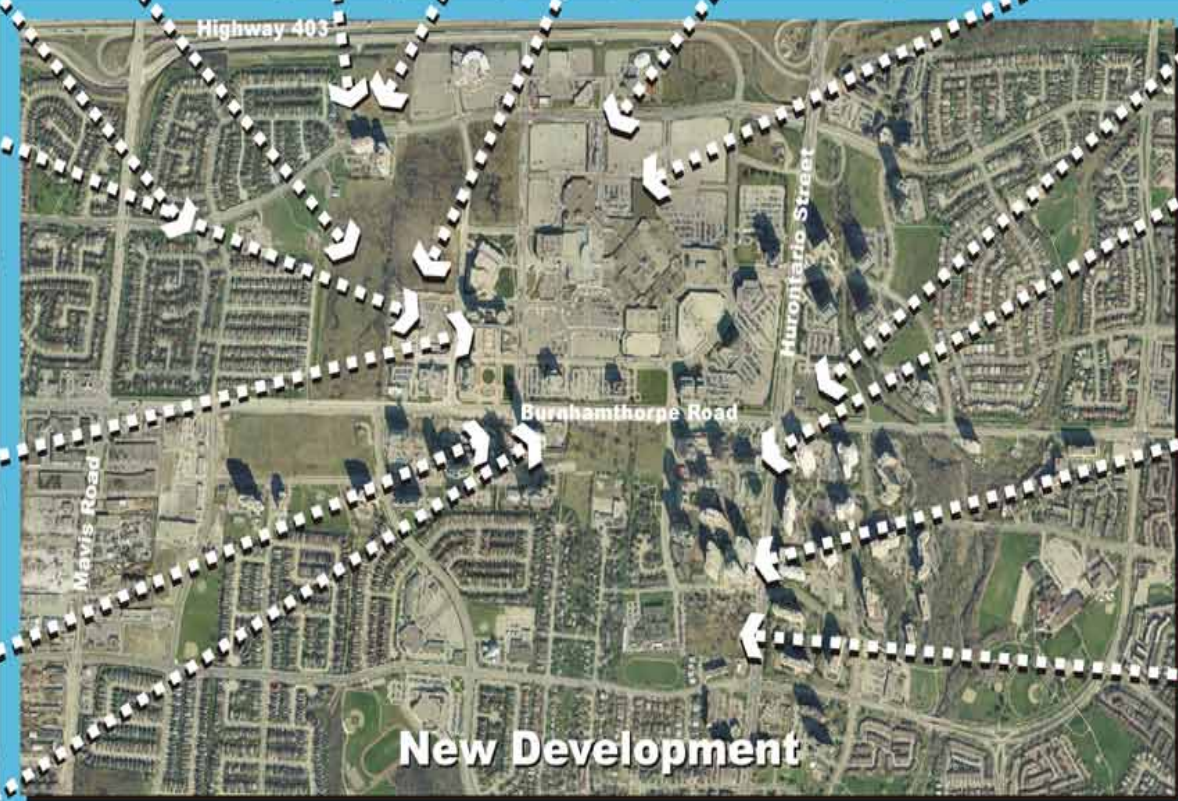 Highway 403
Hurontario Street
Burnhamthorpe Road
Mavis Road
New Development